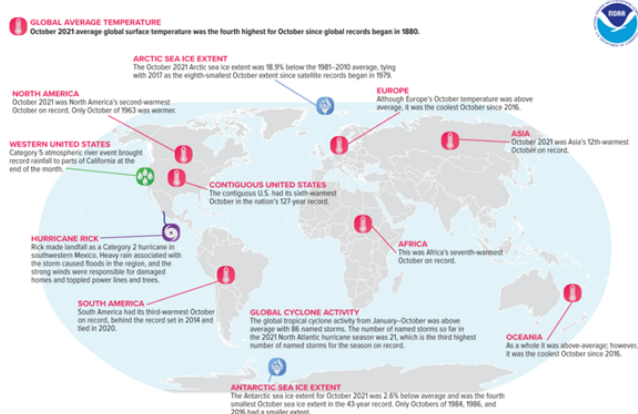 GLOBAL AVERAGE TEMPERATURE
October 2021 average global surface temperature was the fourth highest for October since global records began in 1880.
NOAA
ARCTIC SEA ICE EXTENT
The October 2021 Arctic sea ice extent was 18.9% below the 1981–2010 average, tying
with 2017 as the eighth-smallest October extent since satellite records began in 1979.
NORTH AMERICA
October 2021 was North America's second-warmest
October on record. Only October of 1963 was warmer.
EUROPE
Although Europe's October temperature was above
average, it was the coolest October since 2016.
ASIA
October 2021 was Asia's 12th-warmest
October on record.
WESTERN UNITED STATES
Category 5 atmospheric river event brought
record rainfall to parts of California at the
end of the month.
CONTIGUOUS UNITED STATES
The contiguous U.S. had its sixth-warmest
October in the nation's 127-year record.
HURRICANE RICK
Rick made landfall as a Category 2 hurricane in
southwestern Mexico. Heavy rain associated with
the storm caused floods in the region, and the
strong winds were responsible for damaged
homes and toppled power lines and trees.
AFRICA
This was Africa's seventh-warmest
October on record.
SOUTH AMERICA
South America had its third-warmest October
on record, behind the record set in 2014 and
tied in 2020.
GLOBAL CYCLONE ACTIVITY
The global tropical cyclone activity from January–October was above
average with 86 named storms. The number of named storms so far in
the 2021 North Atlantic hurricane season was 21, which is the third highest
number of named storms for the season on record.
OCEANIA
As a whole it was above-average; however,
it was the coolest October since 2016.
ANTARCTIC SEA ICE EXTENT
The Antarctic sea ice extent for October 2021 was 2.6% below average and was the fourth
smallest October sea ice extent in the 43-year record. Only Octobers of 1984, 1986, and
2016 had a smaller extent.